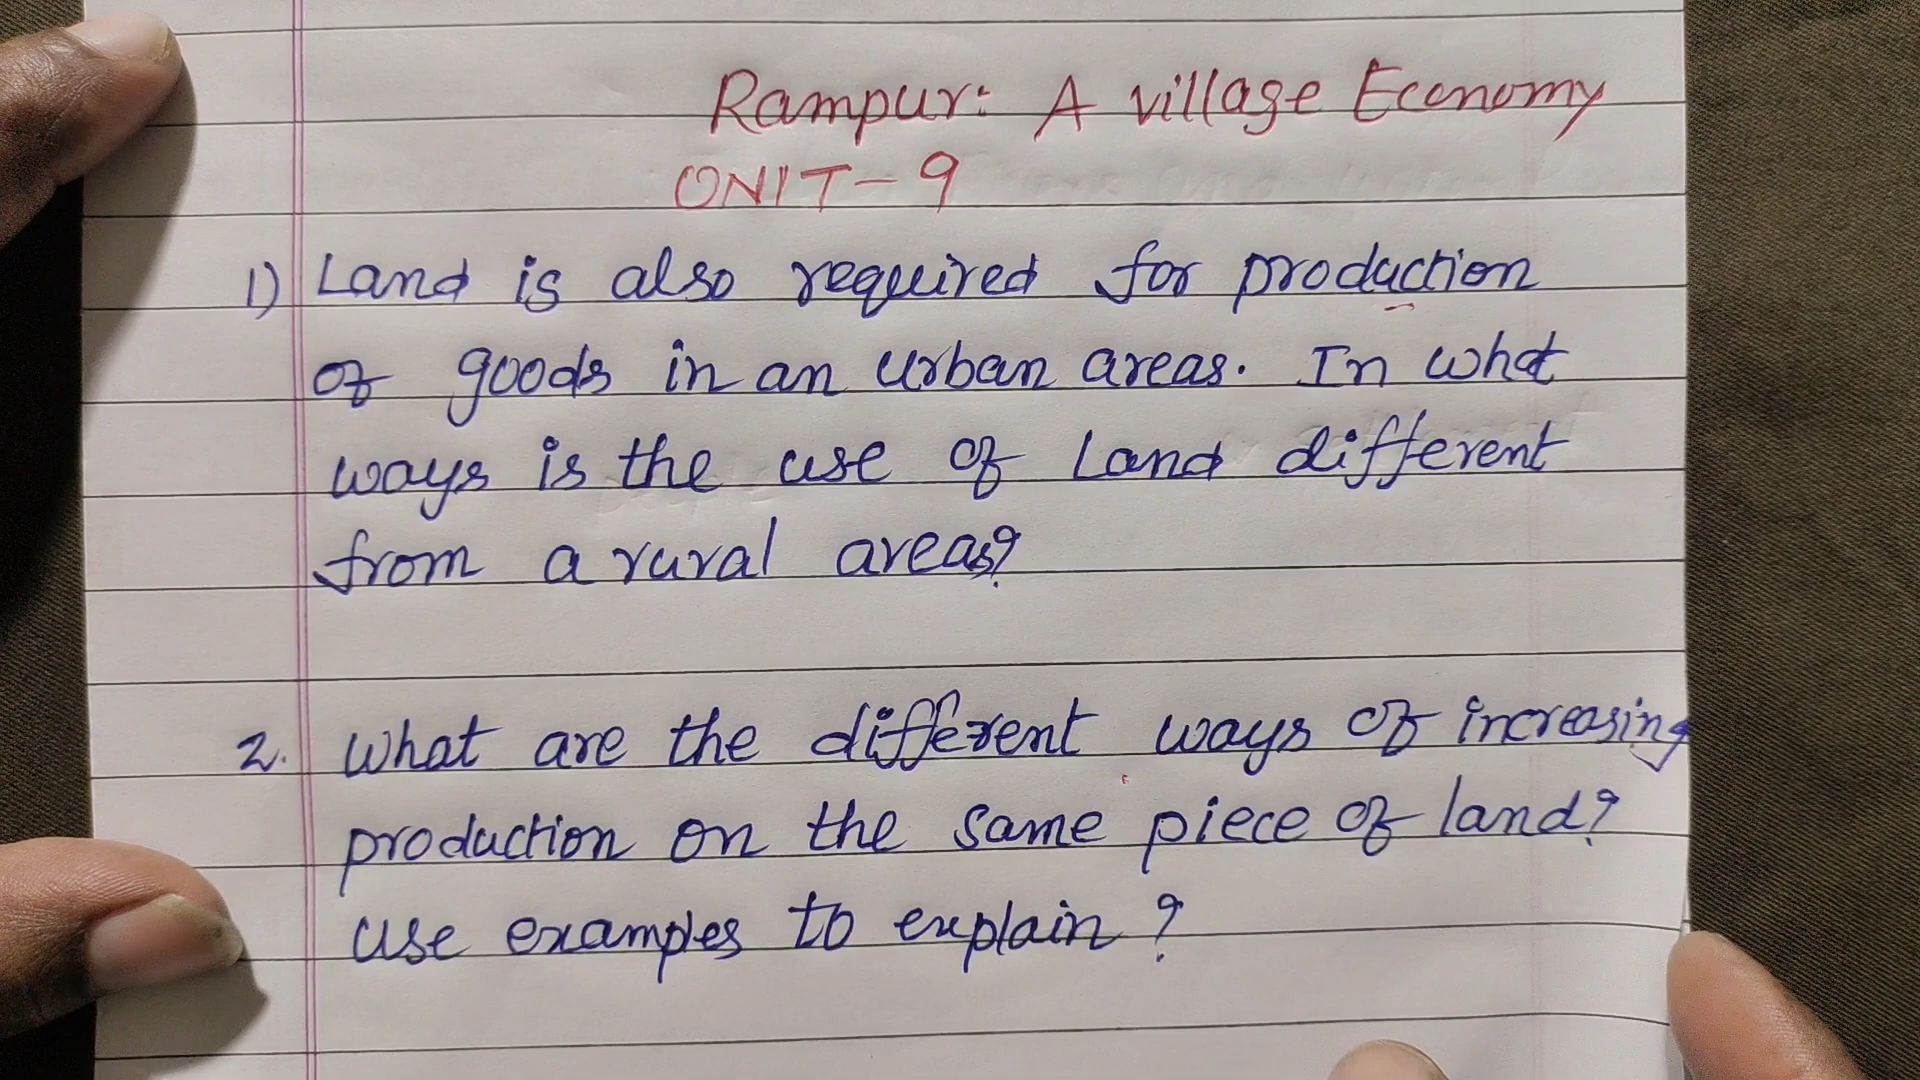 Rampur: A village Economy
UNIT-9
1) Land is also required for production
of goods in an urban areas. In what
ways is the use of Land different
from a rural areas?
2. What are the different ways of increasing
production on the same piece of land?
use examples to explain?